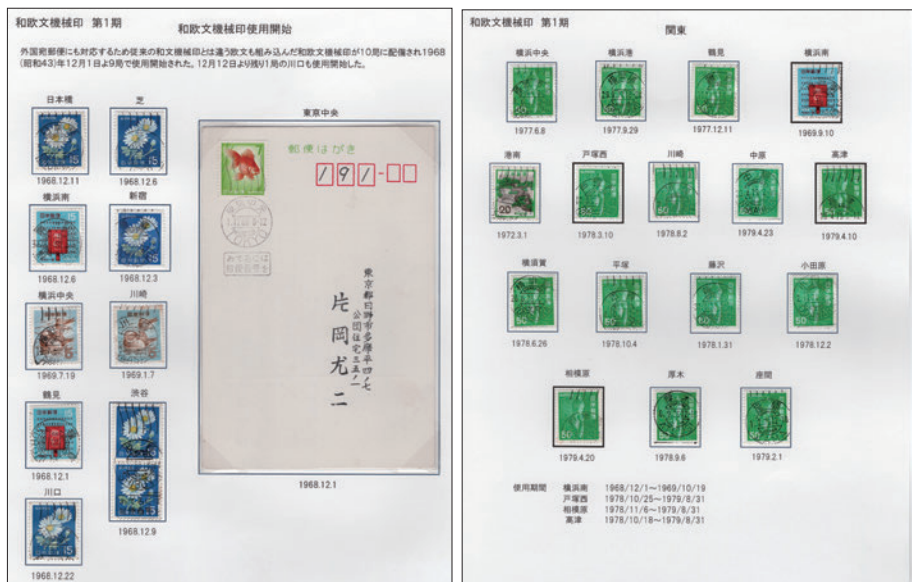 和欧文機械印 第1期
和欧文機械印使用開始
外国宛郵便にも対応するため従来の和文機械印とは違う欧文も組み込んだ和欧文機械印が10局に配備され1968
(昭和43)年12月1日より9局で使用開始された。12月12日より残り1局の川口も使用開始した。
日本橋
芝
1968.12.11
1968.12.6
横浜南
新宿
1968.12.6
1968.12.3
横浜中央
川崎
1969.7.19
1969.1.7
鶴見
渋谷
1968.12.1
川口
1968.12.9
1968.12.22
東京中央
郵便はがき
191-
東京都日野市多摩平四ノ七
公団住宅三五ノ一
片岡尤二
1968.12.1
和欧文機械印 第1期
関東
横浜中央
横浜港
鶴見
横浜南
1977.6.8
1977.9.29
1977.12.11
1969.9.10
港南
戸塚西
川崎
中原
高津
1972.3.1
1978.3.10
1978.8.2
1979.4.23
1979.4.10
横須賀
平塚
藤沢
小田原
1978.6.26
1978.10.4
1978.1.31
1978.12.2
相模原
厚木
座間
1979.4.20
1978.9.6
1979.2.1
使用期間 横浜南 1968/12/1~1969/10/19
戸塚西 1978/10/25~1979/8/31
相模原 1978/11/6~1979/8/31
高津 1978/10/18~1979/8/31